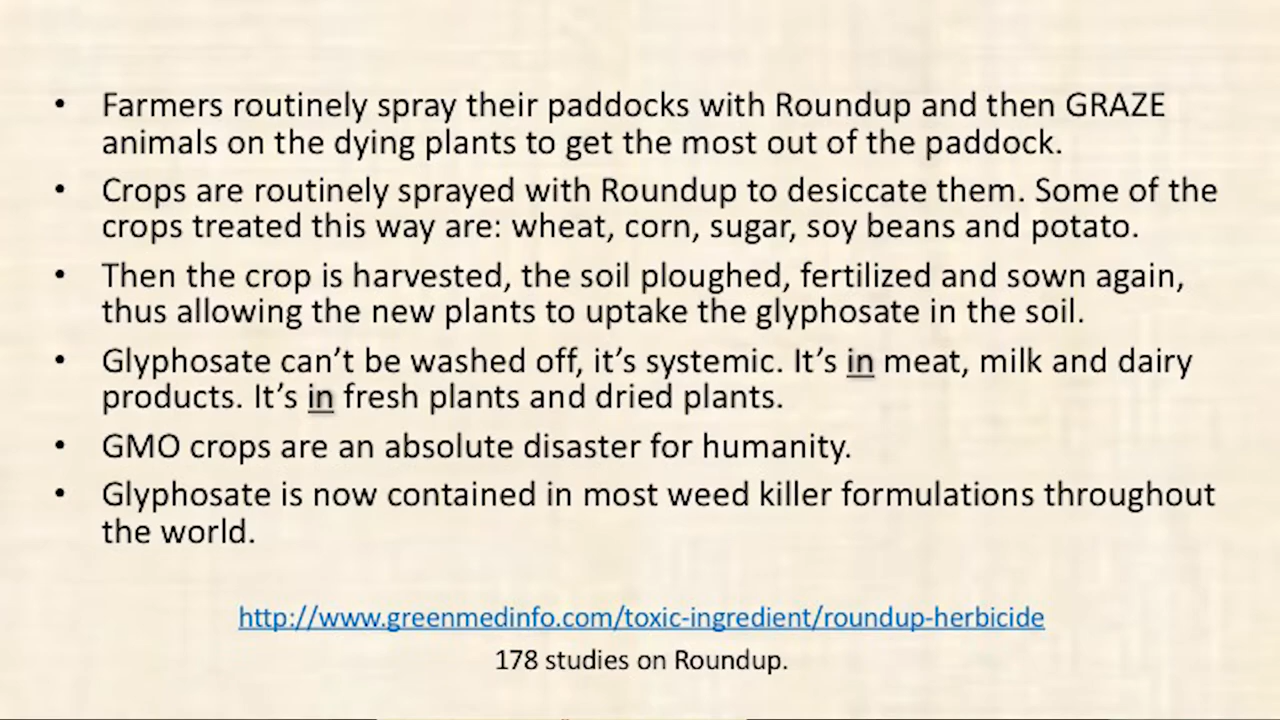 • Farmers routinely spray their paddocks with Roundup and then GRAZE
animals on the dying plants to get the most out of the paddock.
• Crops are routinely sprayed with Roundup to desiccate them. Some of the
crops treated this way are: wheat, corn, sugar, soy beans and potato.
• Then the crop is harvested, the soil ploughed, fertilized and sown again,
thus allowing the new plants to uptake the glyphosate in the soil.
• Glyphosate can’t be washed off, it’s systemic. It’s in meat, milk and dairy
products. It’s in fresh plants and dried plants.
• GMO crops are an absolute disaster for humanity.
• Glyphosate is now contained in most weed killer formulations throughout
the world.
http://www.greenmedinfo.com/toxic-ingredient/roundup-herbicide
178 studies on Roundup.